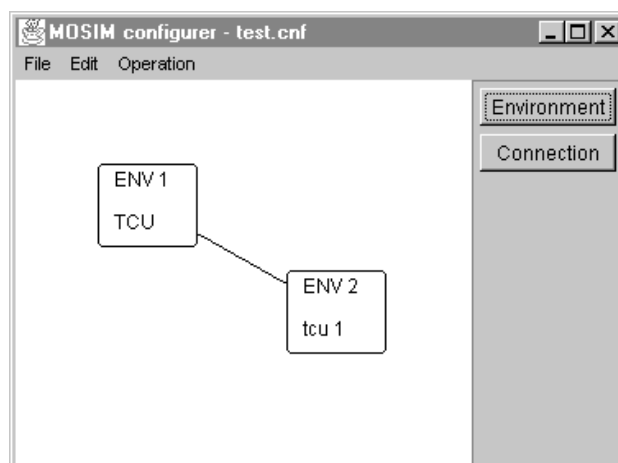 MOSIM configurer - test.cnf
File Edit Operation
Environment
Connection
ENV 1
TCU
ENV 2
tcu 1